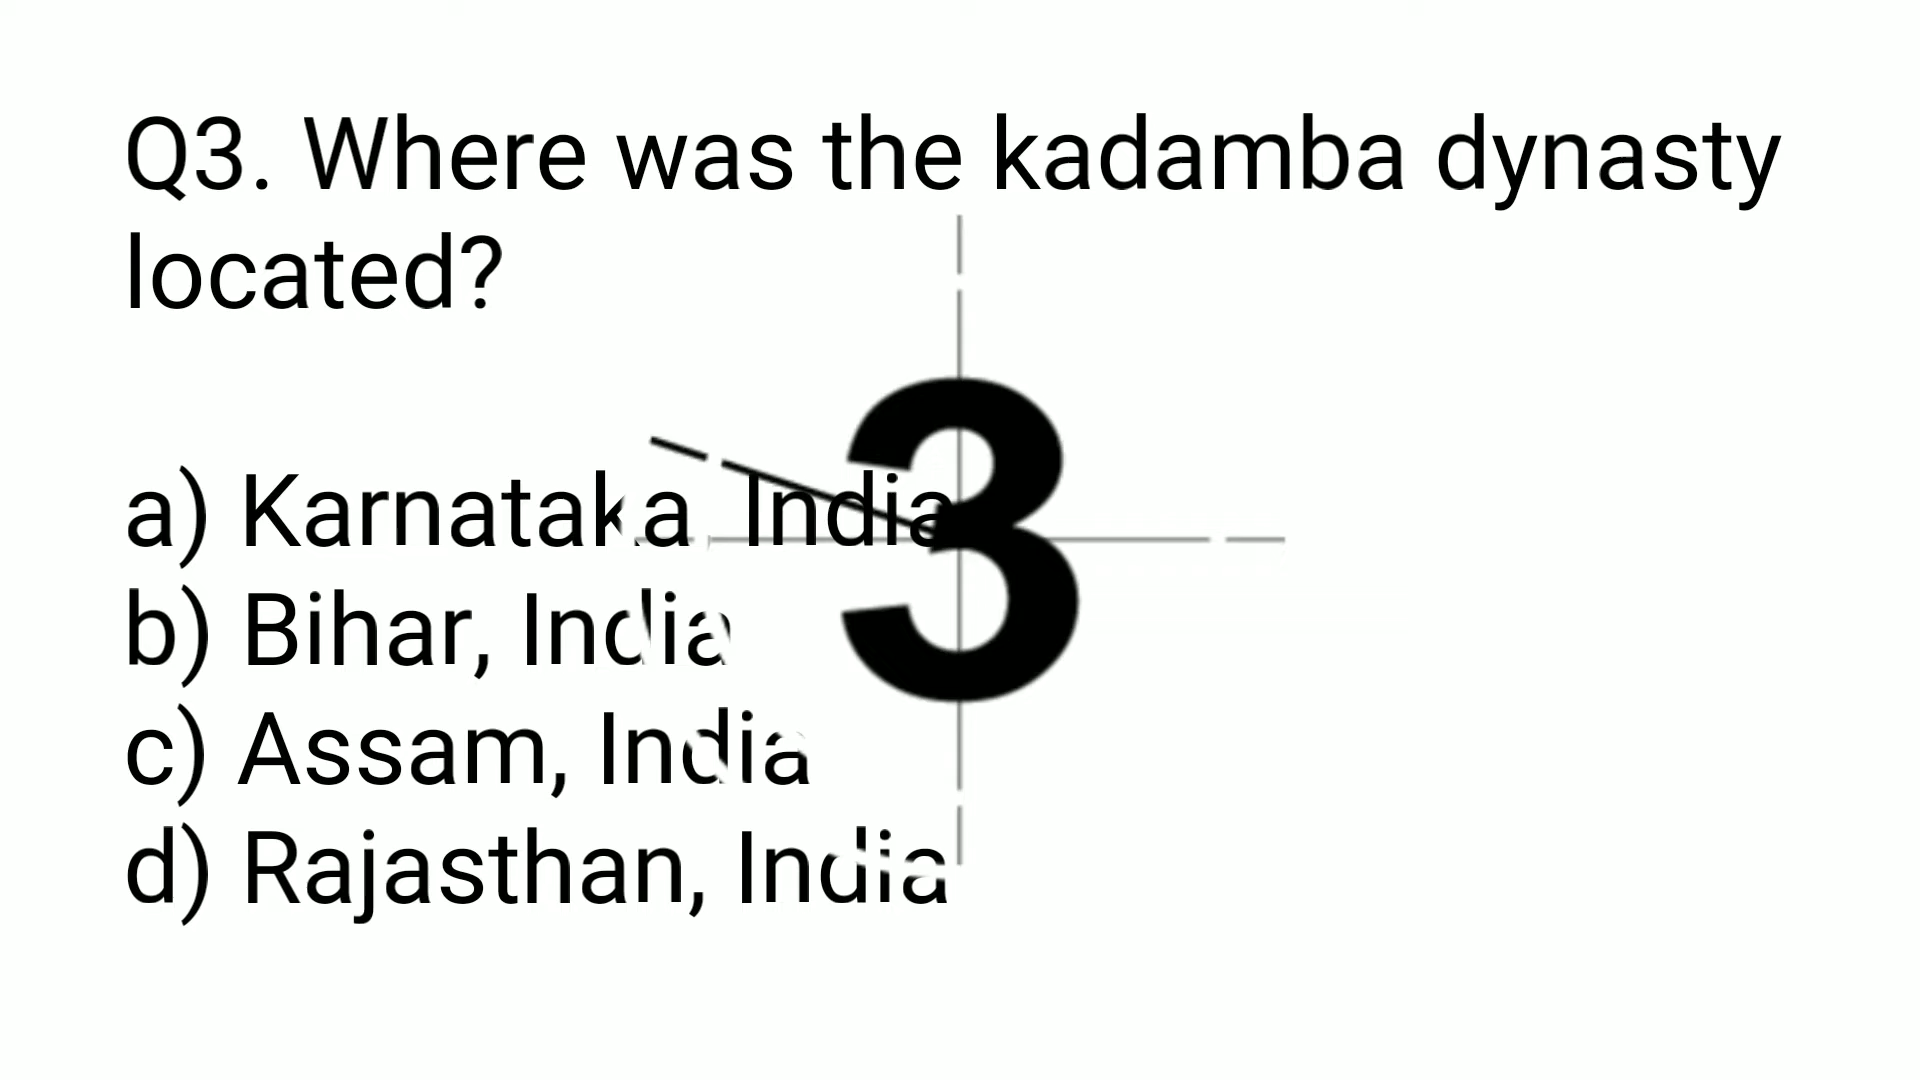 Q3. Where was the kadamba dynasty
located?
a) Karnataka, India
b) Bihar, India
c) Assam, India
d) Rajasthan, India
3